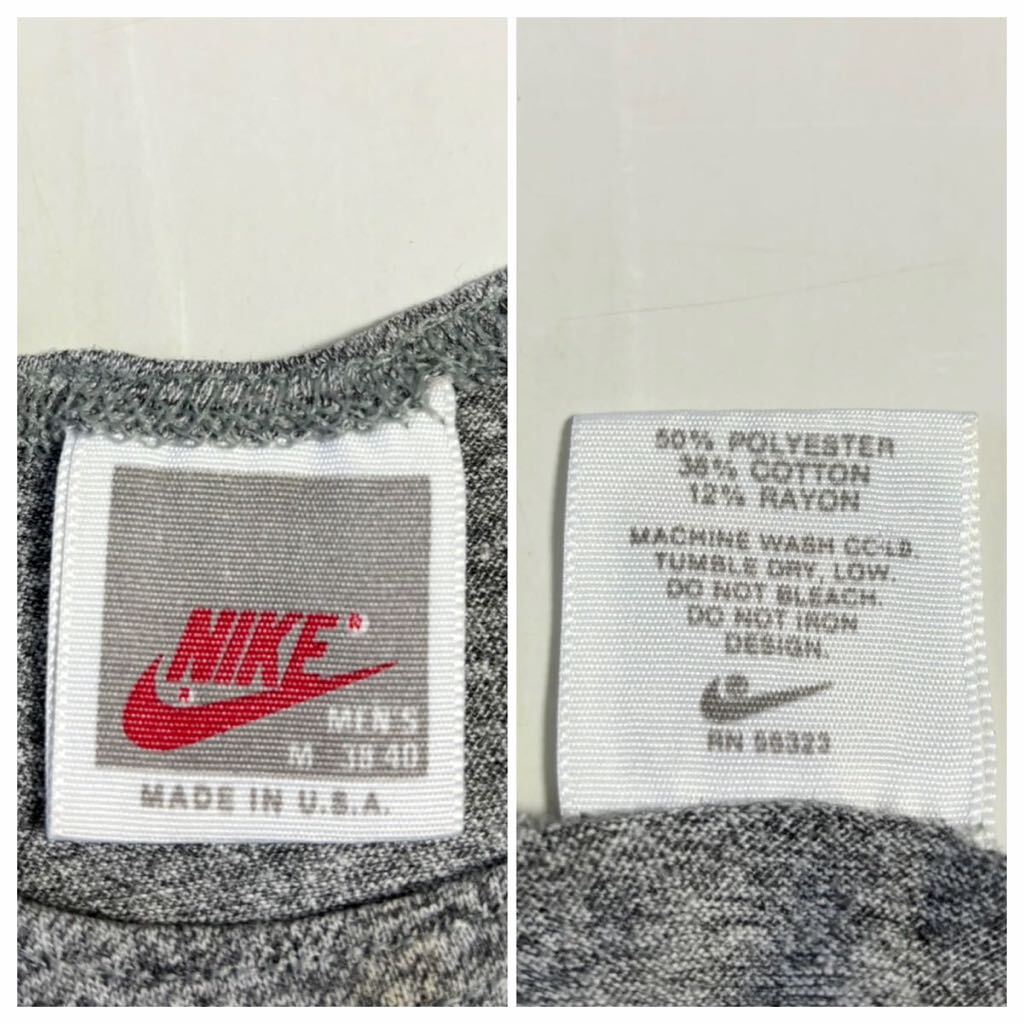 NIKE®
R
MEN'S
M 38-40
MADE IN U.S.A.
50% POLYESTER
38% COTTON
12% RAYON
MACHINE WASH COLD.
TUMBLE DRY, LOW.
DO NOT BLEACH.
DO NOT IRON
DESIGN.
RN 56323